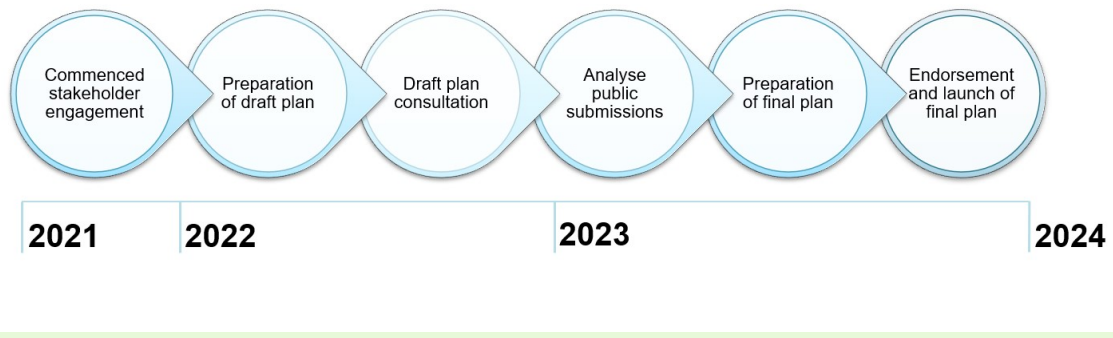 Commenced
stakeholder
engagement
Preparation
of draft plan
Draft plan
consultation
Analyse
public
submissions
Preparation
of final plan
Endorsement
and launch of
final plan
2021
2022
2023
2024